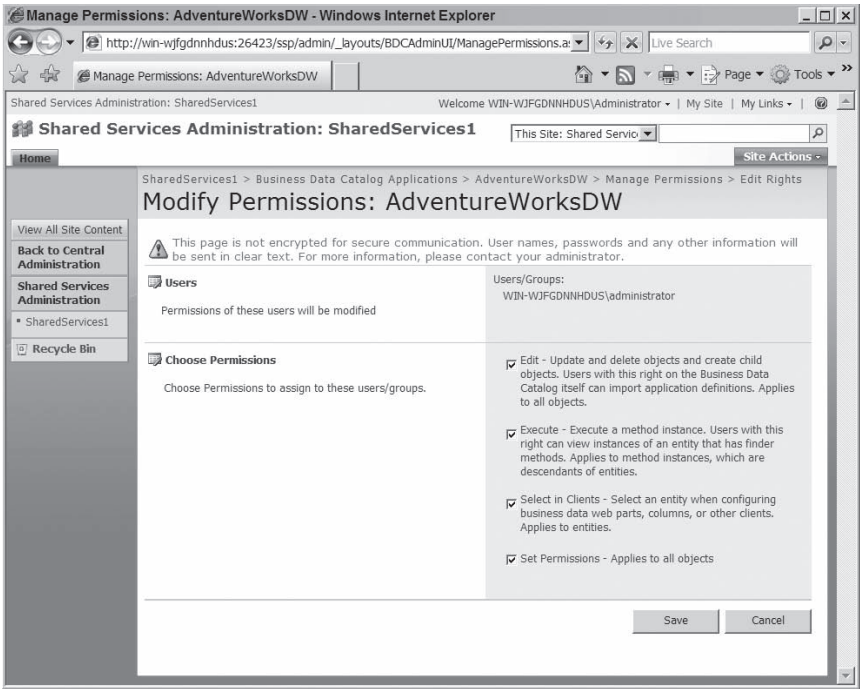 Manage Permissions: AdventureWorksDW - Windows Internet Explorer
http://win-wjfgdnnhdus:26423/ssp/admin/_layouts/BDCAdminUI/ManagePermissions.a
Live Search
Manage Permissions: AdventureWorksDW
Page
Tools
Shared Services Administration: SharedServices1
Welcome WIN-WJFGDNNHDUS\Administrator
My Site
My Links
Shared Services Administration: SharedServices1
This Site: Shared Servic
Home
Site Actions
SharedServices1 > Business Data Catalog Applications > AdventureWorksDW > Manage Permissions > Edit Rights
Modify Permissions: AdventureWorksDW
View All Site Content
Back to Central
Administration
Shared Services
Administration
SharedServices1
Recycle Bin
This page is not encrypted for secure communication. User names, passwords and any other information will
be sent in clear text. For more information, please contact your administrator.
Users
Permissions of these users will be modified
Users/Groups:
WIN-WJFGDNNHDUS\administrator
Choose Permissions
Choose Permissions to assign to these users/groups.
Edit - Update and delete objects and create child
objects. Users with this right on the Business Data
Catalog itself can import application definitions. Applies
to all objects.
Execute - Execute a method instance. Users with this
right can view instances of an entity that has finder
methods. Applies to method instances, which are
descendants of entities.
Select in Clients - Select an entity when configuring
business data web parts, columns, or other clients.
Applies to entities.
Set Permissions - Applies to all objects
Save
Cancel